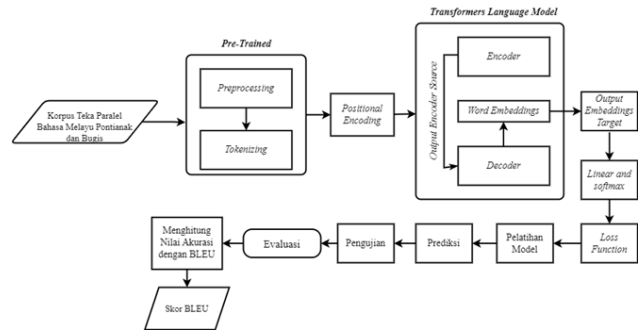 Transformers Language Model
Pre-Trained
Encoder
Preprocessing
Output Encoder Source
Korpus Teka Paralel
Bahasa Melayu Pontianak
dan Bugis
Positional
Encoding
Word Embeddings
Output
Embeddings
Target
Tokenizing
Decoder
Linear and
softmax
Menghitung
Nilai Akurasi
dengan BLEU
Evaluasi
Pengujian
Prediksi
Pelatihan
Model
Loss
Function
Skor BLEU